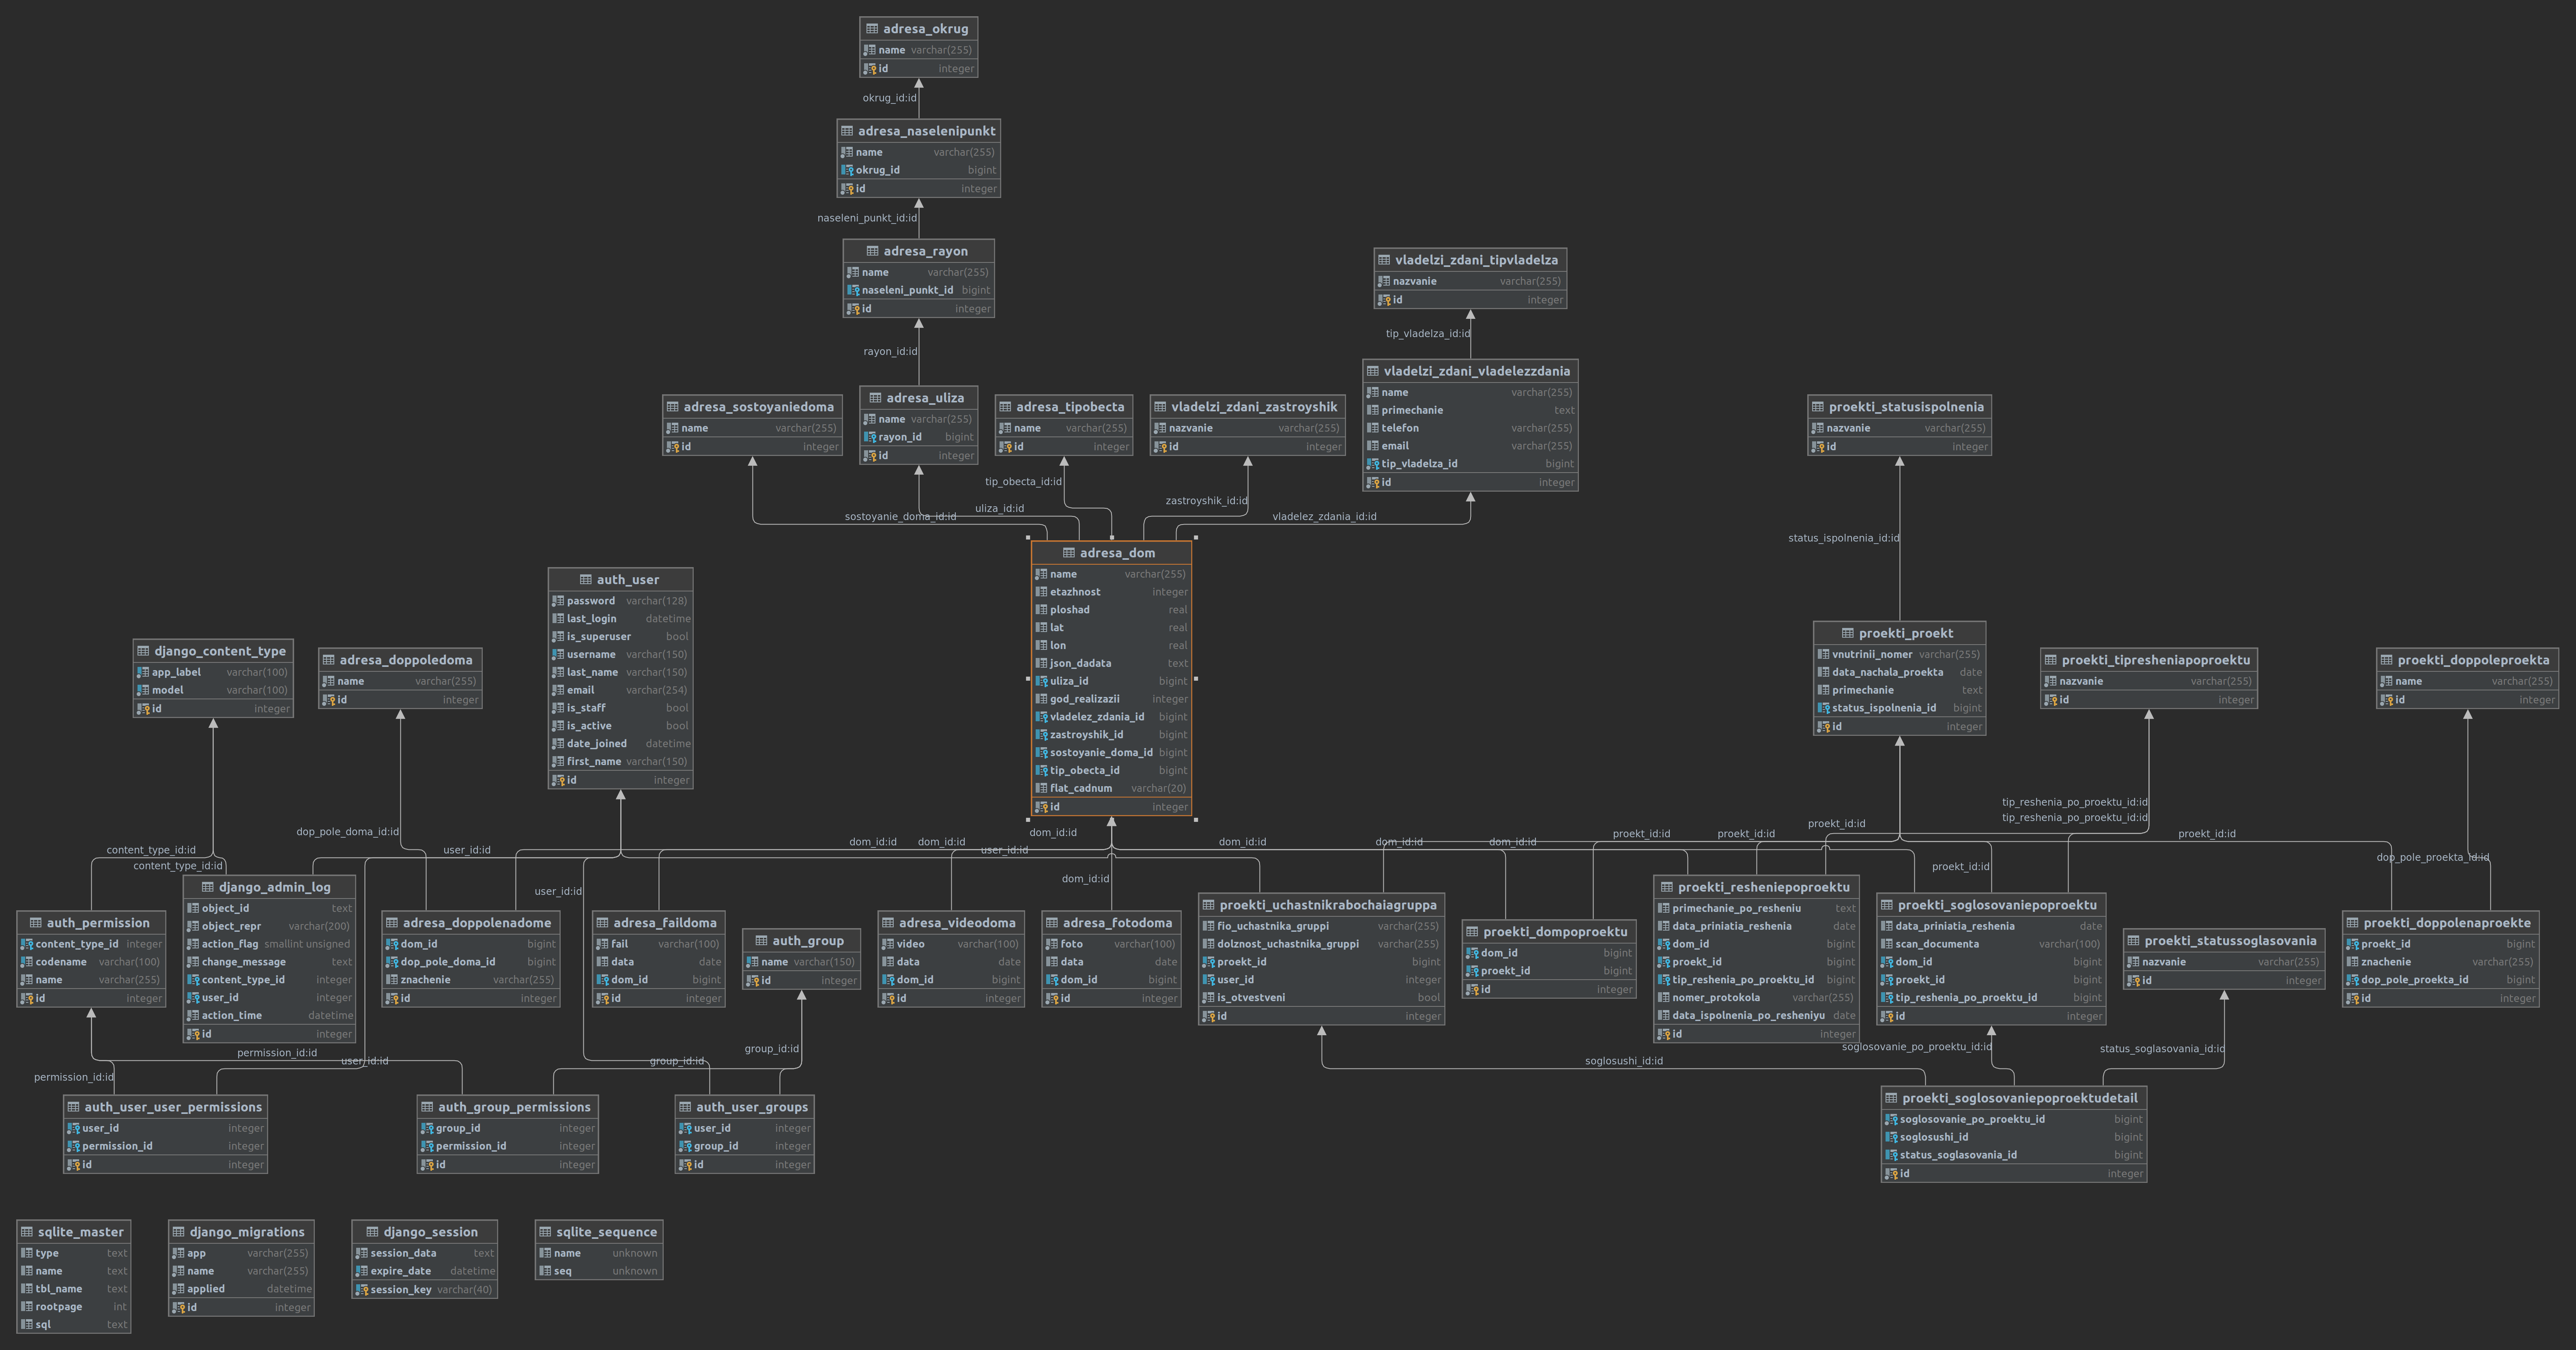 adresa_okrug
name varchar(255)
id integer
okrug_id:id
adresa_naselenipunkt
name varchar(255)
okrug_id bigint
id integer
naseleni_punkt_id:id
adresa_rayon
name varchar(255)
naseleni_punkt_id bigint
id integer
rayon_id:id
vladelzi_zdani_tipvladelza
nazvanie varchar(255)
id integer
tip_vladelza_id:id
adresa_sostoyaniedoma
name varchar(255)
id integer
adresa_uliza
name varchar(255)
rayon_id bigint
id integer
adresa_tipobecta
name varchar(255)
id integer
vladelzi_zdani_zastroyshik
nazvanie varchar(255)
id integer
vladelzi_zdani_vladelezzdania
name varchar(255)
primechanie text
telefon varchar(255)
email varchar(255)
tip_vladelza_id bigint
id integer
proekti_statusispolnenia
nazvanie varchar(255)
id integer
sostoyanie_doma_id:id
uliza_id:id
tip_obecta_id:id
zastroyshik_id:id
vladelez_zdania_id:id
status_ispolnenia_id:id
django_content_type
app_label varchar(100)
model varchar(100)
id integer
adresa_doppoledoma
name varchar(255)
id integer
auth_user
password varchar(128)
last_login datetime
is_superuser bool
username varchar(150)
last_name varchar(150)
email varchar(254)
is_staff bool
is_active bool
date_joined datetime
first_name varchar(150)
id integer
adresa_dom
name varchar(255)
etazhnost integer
ploshad real
lat real
lon real
json_dadata text
uliza_id bigint
god_realizazii integer
vladelez_zdania_id bigint
zastroyshik_id bigint
sostoyanie_doma_id bigint
tip_obecta_id bigint
flat_cadnum varchar(20)
id integer
proekti_proekt
vnutrinii_nomer varchar(255)
data_nachala_proekta date
primechanie text
status_ispolnenia_id bigint
id integer
proekti_tipresheniapoproektu
nazvanie varchar(255)
id integer
proekti_doppoleproekta
name varchar(255)
id integer
content_type_id:id
content_type_id:id
dop_pole_doma_id:id
user_id:id
user_id:id
dom_id:id
dom_id:id
dom_id:id
dom_id:id
user_id:id
dom_id:id
dom_id:id
dom_id:id
proekt_id:id
proekt_id:id
proekt_id:id
tip_reshenia_po_proektu_id:id
tip_reshenia_po_proektu_id:id
proekt_id:id
proekt_id:id
dop_pole_proekta_id:id
auth_permission
content_type_id integer
codename varchar(100)
name varchar(255)
id integer
django_admin_log
object_id text
object_repr varchar(200)
action_flag smallint unsigned
change_message text
content_type_id integer
user_id integer
action_time datetime
id integer
adresa_doppolenadome
dom_id bigint
dop_pole_doma_id bigint
znachenie varchar(255)
id integer
adresa_faildoma
fail varchar(100)
data date
dom_id bigint
id integer
auth_group
name varchar(150)
id integer
adresa_videodoma
video varchar(100)
data date
dom_id bigint
id integer
adresa_fotodoma
foto varchar(100)
data date
dom_id bigint
id integer
proekti_uchastnikrabochaiagruppa
fio_uchastnika_gruppi varchar(255)
dolznost_uchastnika_gruppi varchar(255)
proekt_id bigint
user_id integer
is_otvestveni bool
id integer
proekti_dompoproektu
dom_id bigint
proekt_id bigint
id integer
proekti_resheniepoproektu
primechanie_po_resheniu text
data_priniatia_reshenia date
dom_id bigint
proekt_id bigint
tip_reshenia_po_proektu_id bigint
nomer_protokola varchar(255)
data_ispolnenia_po_resheniyu date
id integer
proekti_soglosovaniepoproektu
data_priniatia_reshenia date
scan_documenta varchar(100)
dom_id bigint
proekt_id bigint
tip_reshenia_po_proektu_id bigint
id integer
proekti_statussoglasovania
nazvanie varchar(255)
id integer
proekti_doppolenaproekte
proekt_id bigint
znachenie varchar(255)
dop_pole_proekta_id bigint
id integer
permission_id:id
permission_id:id
user_id:id
group_id:id
group_id:id
soglosushi_id:id
soglosovanie_po_proektu_id:id
status_soglasovania_id:id
auth_user_user_permissions
user_id integer
permission_id integer
id integer
auth_group_permissions
group_id integer
permission_id integer
id integer
auth_user_groups
user_id integer
group_id integer
id integer
proekti_soglosovaniepoproektudetail
soglosovanie_po_proektu_id bigint
soglosushi_id bigint
status_soglasovania_id bigint
id integer
sqlite_master
type text
name text
tbl_name text
rootpage int
sql text
django_migrations
app varchar(255)
name varchar(255)
applied datetime
id integer
django_session
session_data text
expire_date datetime
session_key varchar(40)
sqlite_sequence
name unknown
seq unknown